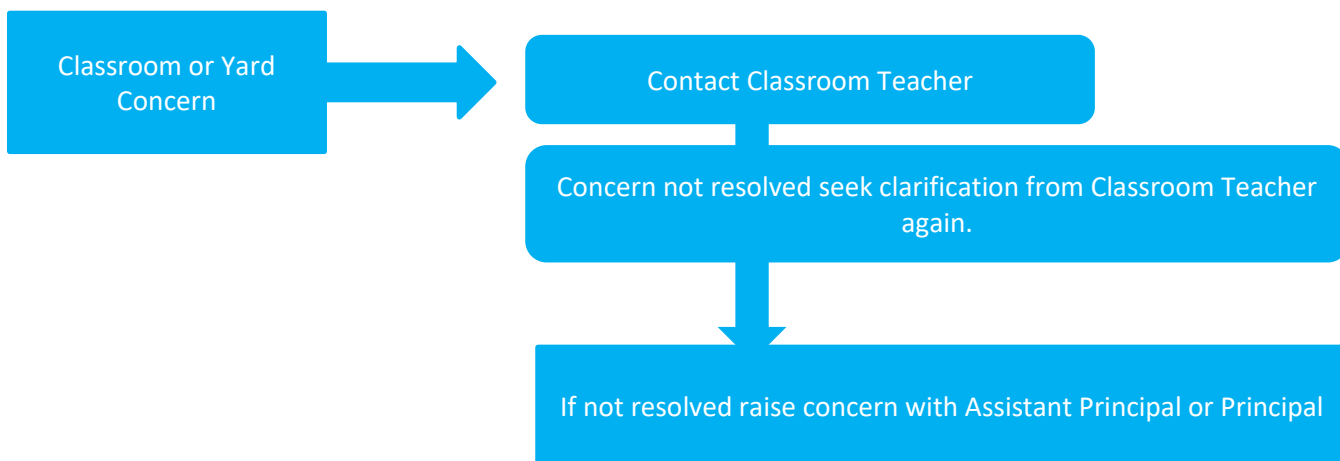 Classroom or Yard
Concern
Contact Classroom Teacher
Concern not resolved seek clarification from Classroom Teacher
again.
If not resolved raise concern with Assistant Principal or Principal